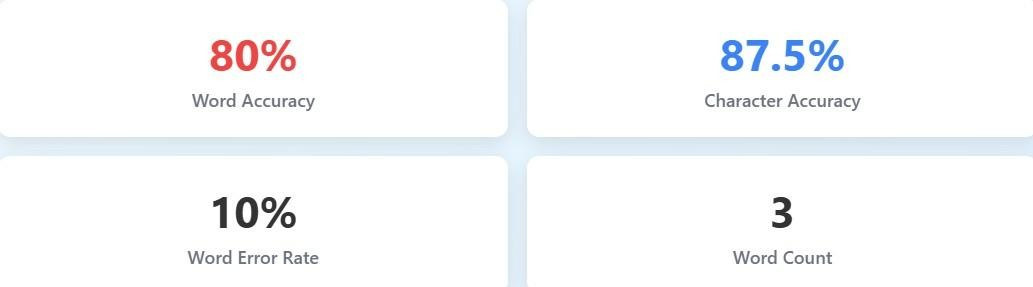 80%
87.5%
Word Accuracy
Character Accuracy
10%
3
Word Error Rate
Word Count